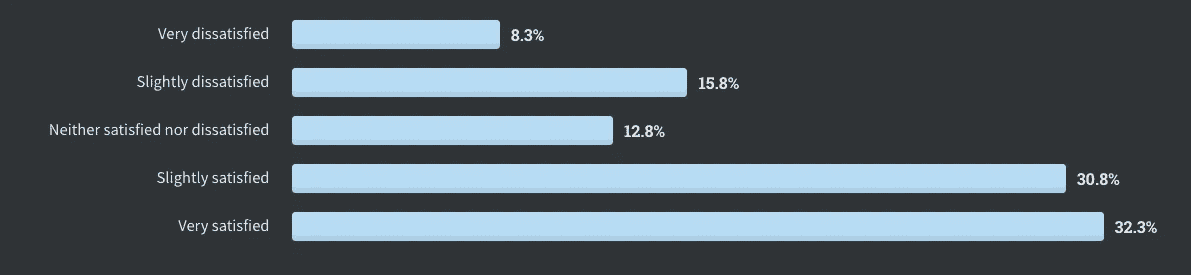 Very dissatisfied 8.3%
Slightly dissatisfied 15.8%
Neither satisfied nor dissatisfied 12.8%
Slightly satisfied 30.8%
Very satisfied 32.3%